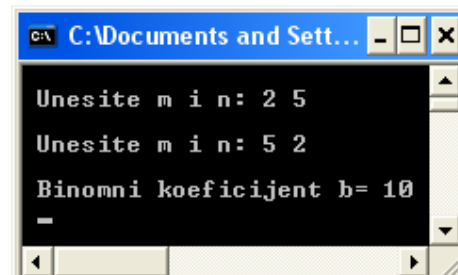 C:\Documents and Sett...
Unesite m i n: 2 5
Unesite m i n: 5 2
Binomni koeficijent b= 10